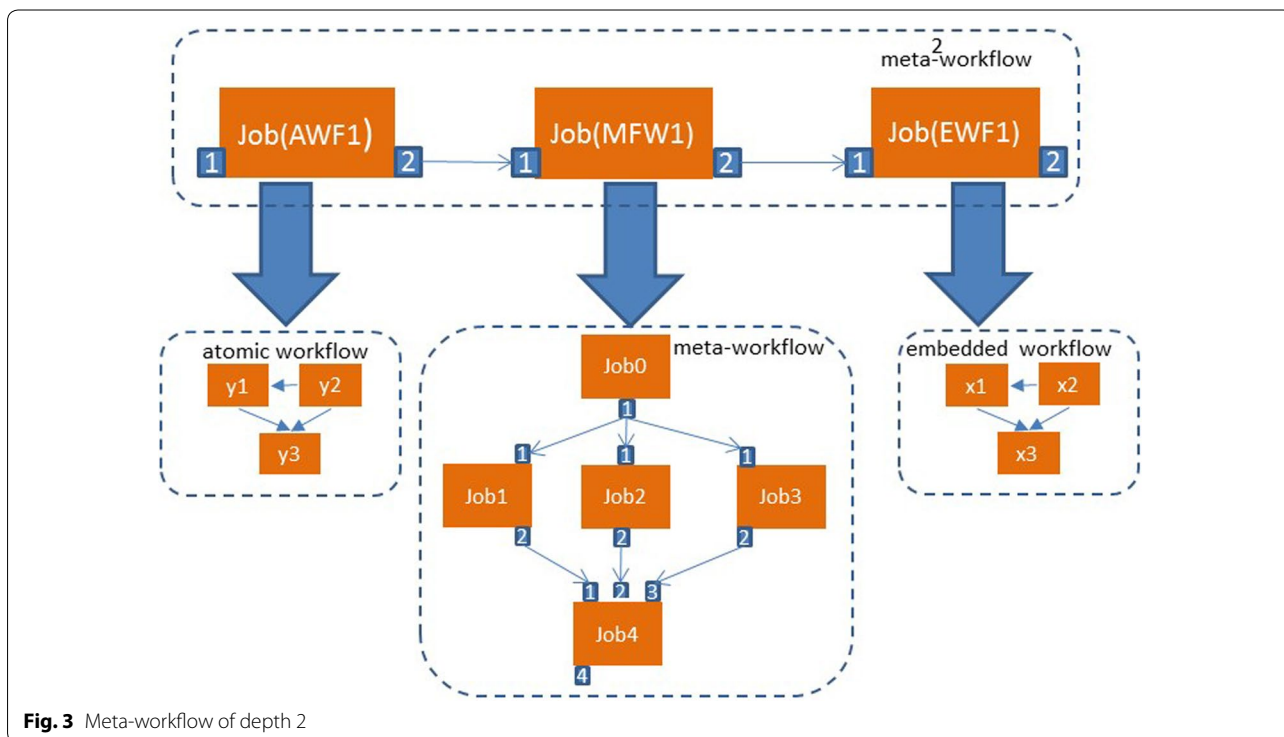 2
meta-workflow
Job(AWF1)
Job(MFW1)
Job(EWF1)
1
2
1
2
1
2
atomic workflow
y1
y2
y3
meta-workflow
Job0
1
1
1
1
Job1
Job2
Job3
2
2
2
1
2
3
Job4
4
embedded workflow
x1
x2
x3
Fig. 3 Meta-workflow of depth 2